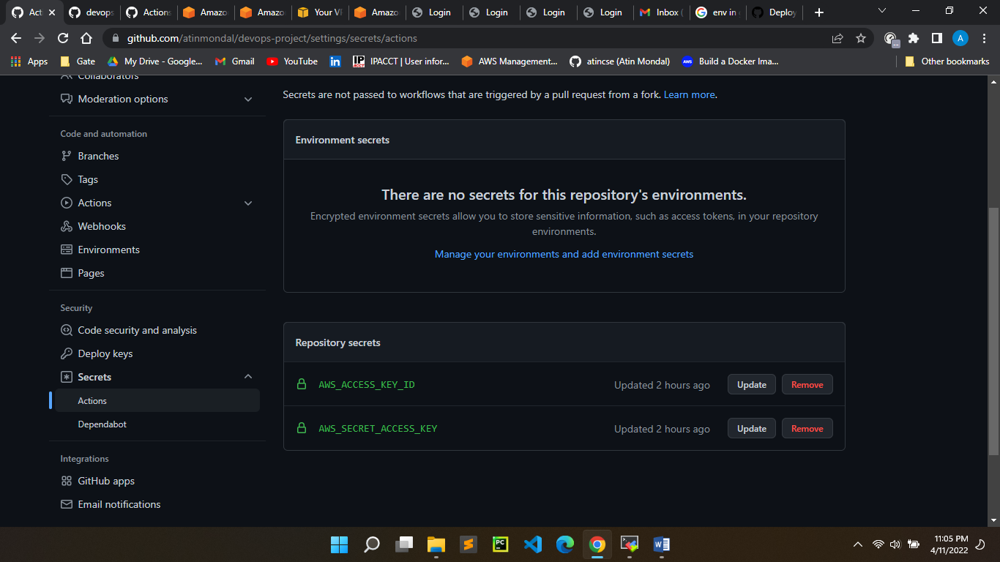 Acti
devops
Actions
Amazo
Amazo
Your VP
Amazo
Login
Login
Login
Login
Inbox (
env in
Deploy
github.com/atinmondal/devops-project/settings/secrets/actions
A
Apps
Gate
My Drive - Google...
Gmail
YouTube
IPACCT | User infor...
AWS Management...
atincse (Atin Mondal)
Build a Docker Ima...
Other bookmarks
Collaborators
Moderation options
Code and automation
Branches
Tags
Actions
Webhooks
Environments
Pages
Security
Code security and analysis
Deploy keys
Secrets
Actions
Dependabot
Integrations
GitHub apps
Email notifications
Secrets are not passed to workflows that are triggered by a pull request from a fork. Learn more.
Environment secrets
There are no secrets for this repository's environments.
Encrypted environment secrets allow you to store sensitive information, such as access tokens, in your repository
environments.
Manage your environments and add environment secrets
Repository secrets
AWS_ACCESS_KEY_ID Updated 2 hours ago Update Remove
AWS_SECRET_ACCESS_KEY Updated 2 hours ago Update Remove
11:05 PM
4/11/2022